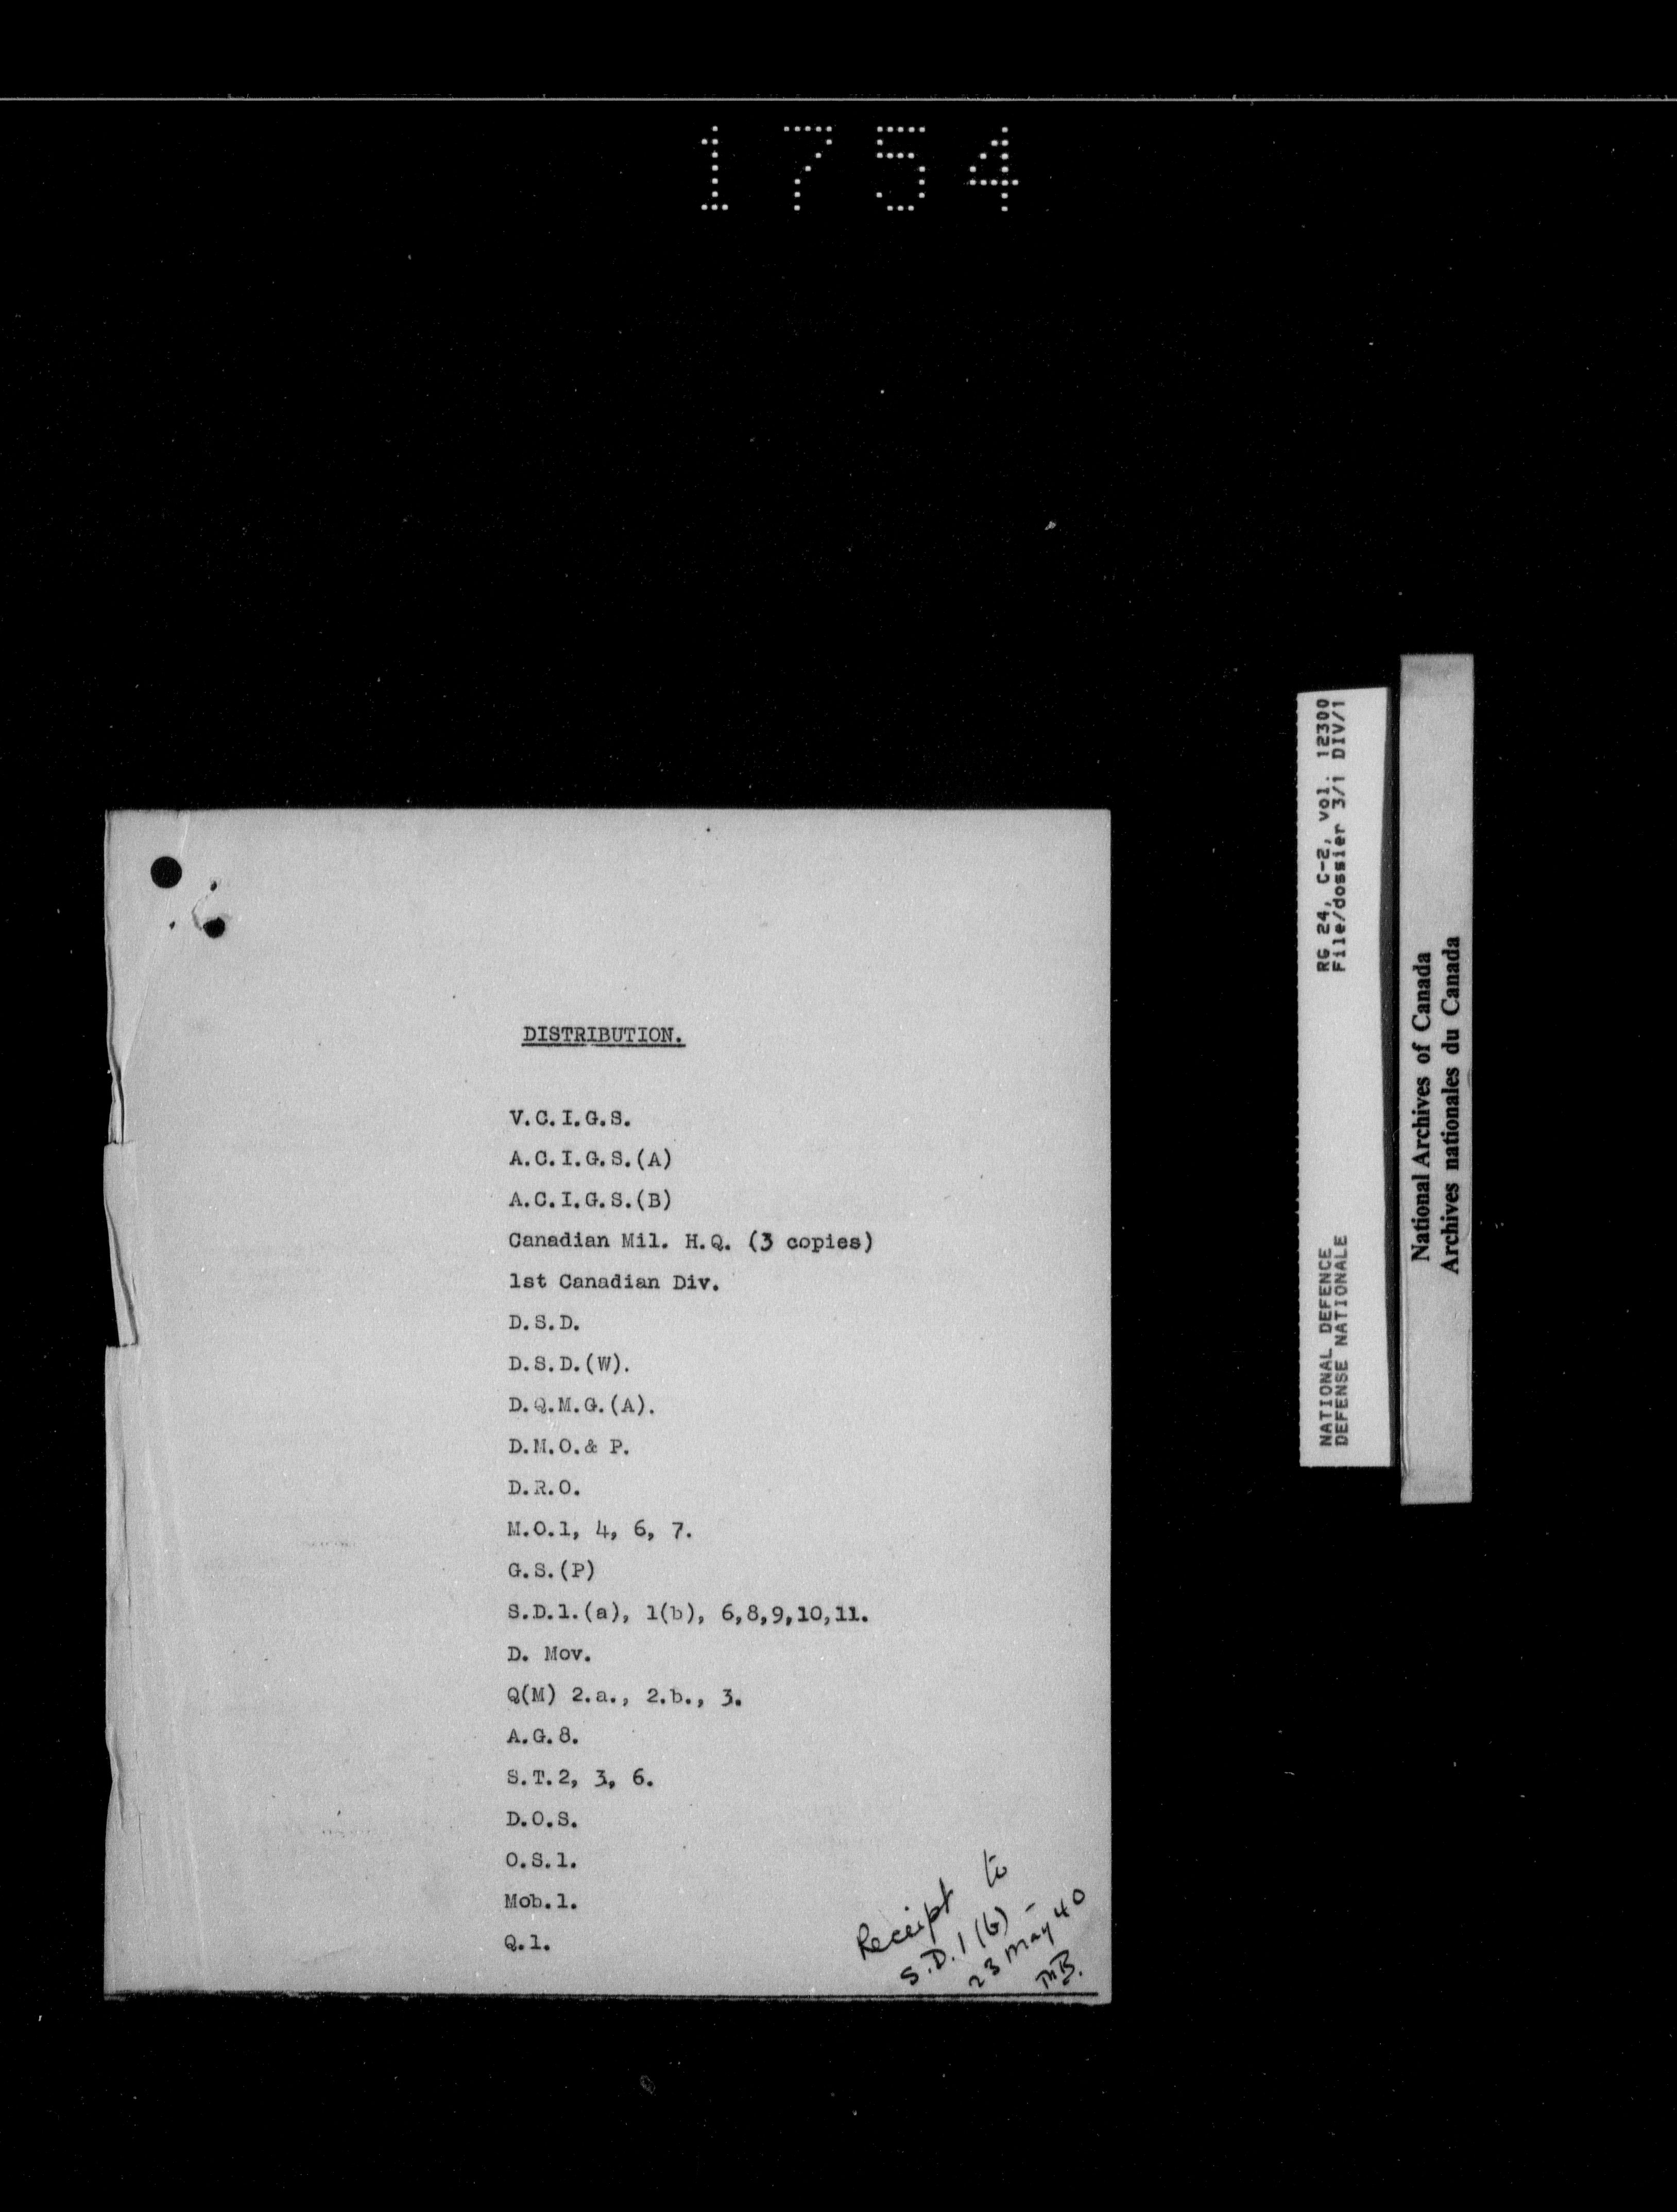 1754
DISTRIBUTION.
V.C.I.G.S.
A.C.I.G.S.(A)
A.C.I.G.S.(B)
Canadian Mil. H.Q. (3 copies)
1st Canadian Div.
D.S.D.
D.S.D.(W).
D.Q.M.G.(A).
D.M.O.& P.
D.R.O.
M.O.1, 4, 6, 7.
G.S.(P)
S.D.1.(a), 1(b), 6,8,9,10,11.
D. Mov.
Q(M) 2.a., 2.b., 3.
A.G.8.
S.T.2, 3, 6.
D.O.S.
O.S.1.
Mob.1.
Q.1.
Receipt to
S.D.1(b) -
23 May 40
MB.
NATIONAL DEFENCE RG 24, C-2, vol. 12300
DEFENSE NATIONALE File/dossier 3/1 DIV/1
National Archives of Canada
Archives nationales du Canada